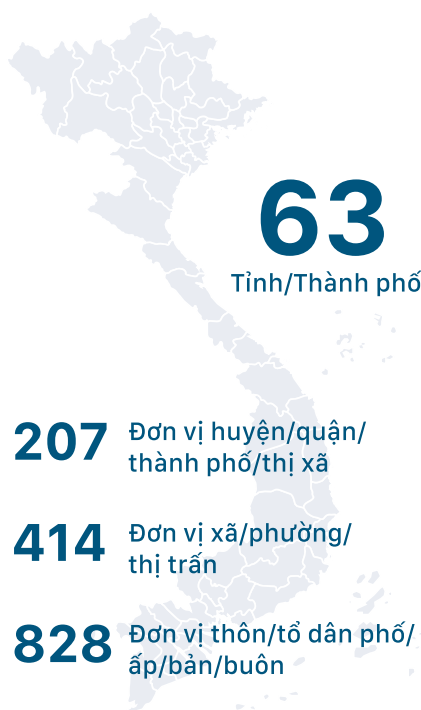 63
Tỉnh/Thành phố
207
Đơn vị huyện/quận/
thành phố/thị xã
414
Đơn vị xã/phường/
thị trấn
828
Đơn vị thôn/tổ dân phố/
ấp/bản/buôn